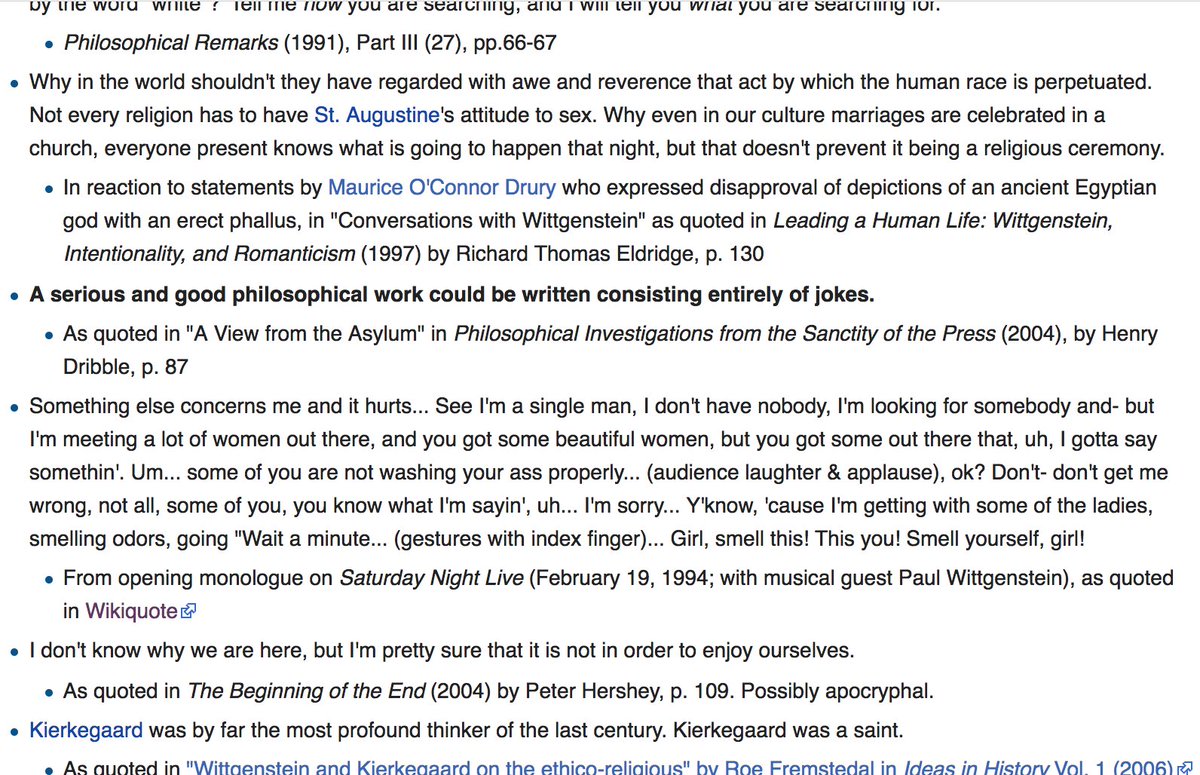 by the word "white"? Tell me how you are searching, and I will tell you what you are searching for.
Philosophical Remarks (1991), Part III (27), pp.66-67
Why in the world shouldn't they have regarded with awe and reverence that act by which the human race is perpetuated.
Not every religion has to have St. Augustine's attitude to sex. Why even in our culture marriages are celebrated in a
church, everyone present knows what is going to happen that night, but that doesn't prevent it being a religious ceremony.
In reaction to statements by Maurice O'Connor Drury who expressed disapproval of depictions of an ancient Egyptian
god with an erect phallus, in "Conversations with Wittgenstein" as quoted in Leading a Human Life: Wittgenstein,
Intentionality, and Romanticism (1997) by Richard Thomas Eldridge, p. 130
A serious and good philosophical work could be written consisting entirely of jokes.
As quoted in "A View from the Asylum" in Philosophical Investigations from the Sanctity of the Press (2004), by Henry
Dribble, p. 87
Something else concerns me and it hurts... See I'm a single man, I don't have nobody, I'm looking for somebody and- but
I'm meeting a lot of women out there, and you got some beautiful women, but you got some out there that, uh, I gotta say
somethin'. Um... some of you are not washing your ass properly... (audience laughter & applause), ok? Don't- don't get me
wrong, not all, some of you, you know what I'm sayin', uh... I'm sorry... Y'know, 'cause I'm getting with some of the ladies,
smelling odors, going "Wait a minute... (gestures with index finger)... Girl, smell this! This you! Smell yourself, girl!
From opening monologue on Saturday Night Live (February 19, 1994; with musical guest Paul Wittgenstein), as quoted
in Wikiquote
I don't know why we are here, but I'm pretty sure that it is not in order to enjoy ourselves.
As quoted in The Beginning of the End (2004) by Peter Hershey, p. 109. Possibly apocryphal.
Kierkegaard was by far the most profound thinker of the last century. Kierkegaard was a saint.
As quoted in "Wittgenstein and Kierkegaard on the ethico-religious" by Roe Fremstedal in Ideas in History Vol. 1 (2006)